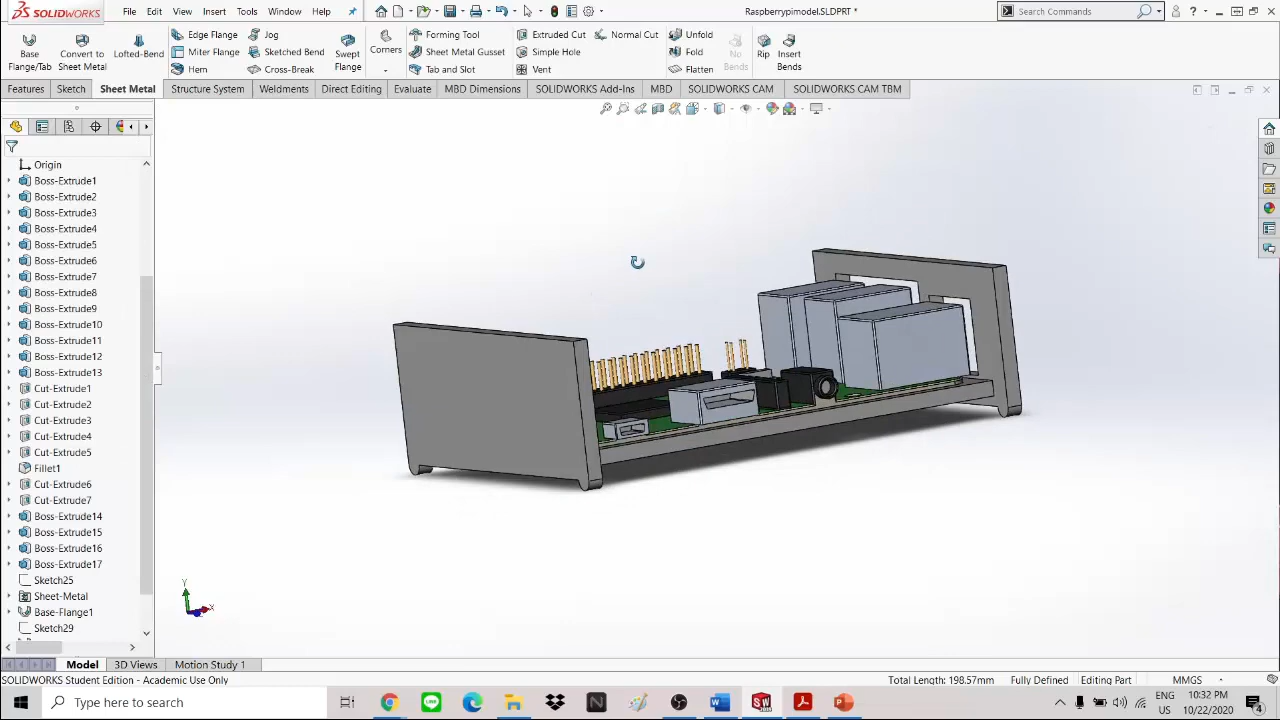 SOLIDWORKS File Edit View Insert Tools Window Help Raspberrypimodel.SLDPRT * Search Commands
Base Flange/Tab
Convert to Sheet Metal
Lofted-Bend
Edge Flange
Miter Flange
Hem
Jog
Sketched Bend
Cross-Break
Swept Flange
Corners
Forming Tool
Sheet Metal Gusset
Tab and Slot
Extruded Cut
Simple Hole
Vent
Normal Cut
Unfold
Fold
Flatten
No Bends
Rip
Insert Bends
Features Sketch Sheet Metal Structure System Weldments Direct Editing Evaluate MBD Dimensions SOLIDWORKS Add-Ins MBD SOLIDWORKS CAM SOLIDWORKS CAM TBM
Origin
Boss-Extrude1
Boss-Extrude2
Boss-Extrude3
Boss-Extrude4
Boss-Extrude5
Boss-Extrude6
Boss-Extrude7
Boss-Extrude8
Boss-Extrude9
Boss-Extrude10
Boss-Extrude11
Boss-Extrude12
Boss-Extrude13
Cut-Extrude1
Cut-Extrude2
Cut-Extrude3
Cut-Extrude4
Cut-Extrude5
Fillet1
Cut-Extrude6
Cut-Extrude7
Boss-Extrude14
Boss-Extrude15
Boss-Extrude16
Boss-Extrude17
Sketch25
Sheet-Metal
Base-Flange1
Sketch29
Y
X
Model 3D Views Motion Study 1
SOLIDWORKS Student Edition - Academic Use Only Total Length: 198.57mm Fully Defined Editing Part MMGS
Type here to search
ENG 10:32 PM
US 10/22/2020
4